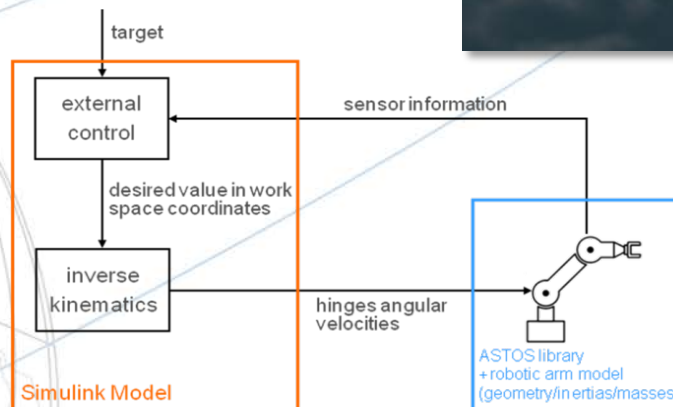 target
external
control
sensor information
desired value in work
space coordinates
inverse
kinematics
hinges angular
velocities
ASTOS library
+robotic arm model
(geometry/inertias/masses
Simulink Model